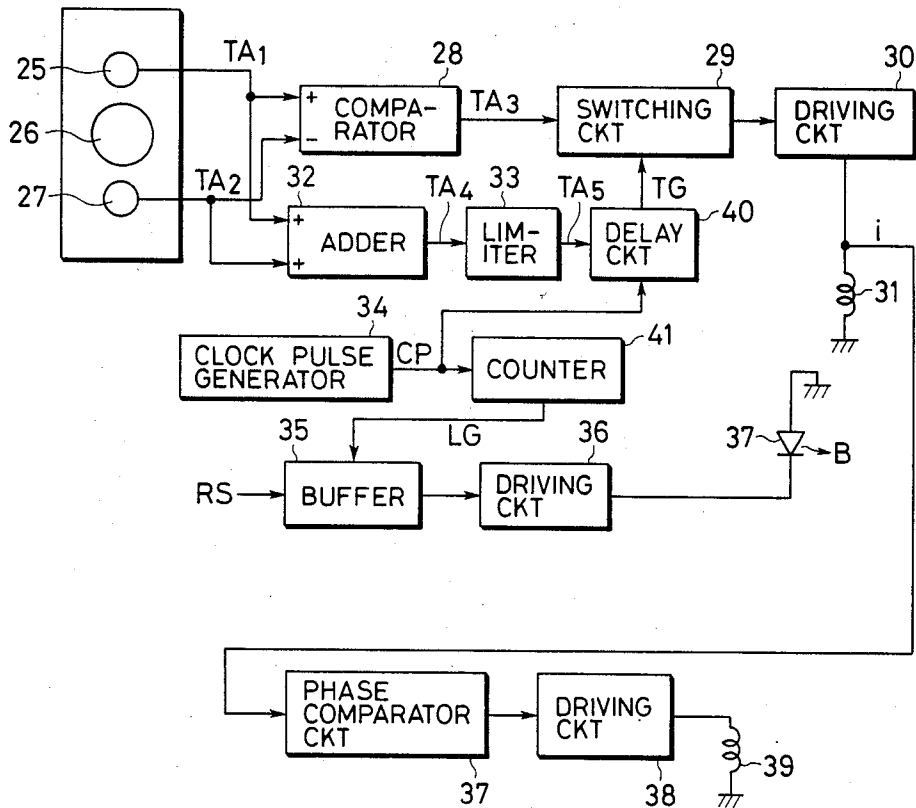 25
26
27
TA1
TA2
28
COMPA-
RATOR
TA3
29
SWITCHING
CKT
30
DRIVING
CKT
32
ADDER
TA4
33
LIM-
ITER
TA5
TG
40
DELAY
CKT
i
31
34
CLOCK PULSE
GENERATOR
CP
41
COUNTER
LG
35
RS
BUFFER
36
DRIVING
CKT
37
B
PHASE
COMPARATOR
CKT
37
DRIVING
CKT
38
39